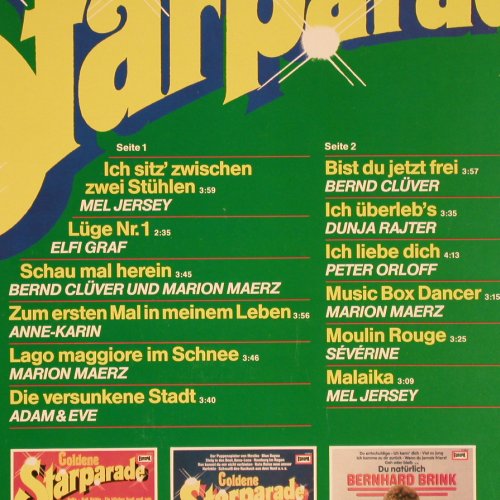 Starparade
Seite 1
Ich sitz' zwischen
zwei Stühlen 3:59
MEL JERSEY
Lüge Nr. 1 2:35
ELFI GRAF
Schau mal herein 3:45
BERND CLÜVER UND MARION MAERZ
Zum ersten Mal in meinem Leben 3:56
ANNE-KARIN
Lago maggiore im Schnee 3:46
MARION MAERZ
Die versunkene Stadt 3:40
ADAM & EVE
Seite 2
Bist du jetzt frei 3:57
BERND CLÜVER
Ich überleb's 3:35
DUNJA RAJTER
Ich liebe dich 4:13
PETER ORLOFF
Music Box Dancer 3:15
MARION MAERZ
Moulin Rouge 3:25
SÉVÉRINE
Malaika 3:09
MEL JERSEY
Goldene
Starparade
Goldene
Starparade
Du natürlich
BERNHARD BRINK